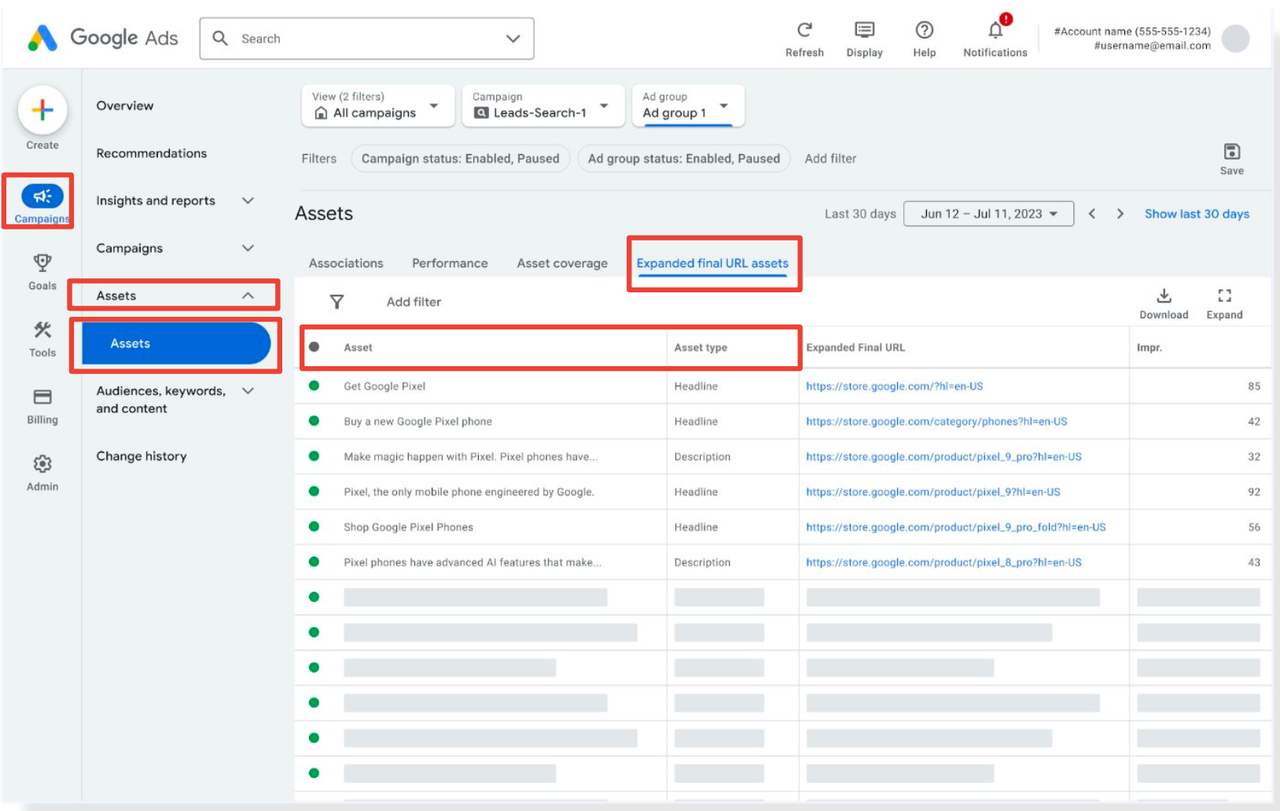 Google Ads
Search
Refresh
Display
Help
Notifications
#Account name (555-555-1234)
#username@email.com
Create
Campaigns
Goals
Tools
Billing
Admin
Overview
Recommendations
Insights and reports
Campaigns
Assets
Assets
Audiences, keywords,
and content
Change history
View (2 filters)
All campaigns
Campaign
Leads-Search-1
Ad group
Ad group 1
Filters
Campaign status: Enabled, Paused
Ad group status: Enabled, Paused
Add filter
Save
Assets
Last 30 days
Jun 12 – Jul 11, 2023
Show last 30 days
Associations
Performance
Asset coverage
Expanded final URL assets
Add filter
Download
Expand
Asset Asset type Expanded Final URL Impr.
Get Google Pixel Headline https://store.google.com/?hl=en-US 85
Buy a new Google Pixel phone Headline https://store.google.com/category/phones?hl=en-US 42
Make magic happen with Pixel. Pixel phones have... Description https://store.google.com/product/pixel_9_pro?hl=en-US 32
Pixel, the only mobile phone engineered by Google. Headline https://store.google.com/product/pixel_9?hl=en-US 92
Shop Google Pixel Phones Headline https://store.google.com/product/pixel_9_pro_fold?hl=en-US 56
Pixel phones have advanced AI features that make... Description https://store.google.com/product/pixel_8_pro?hl=en-US 43